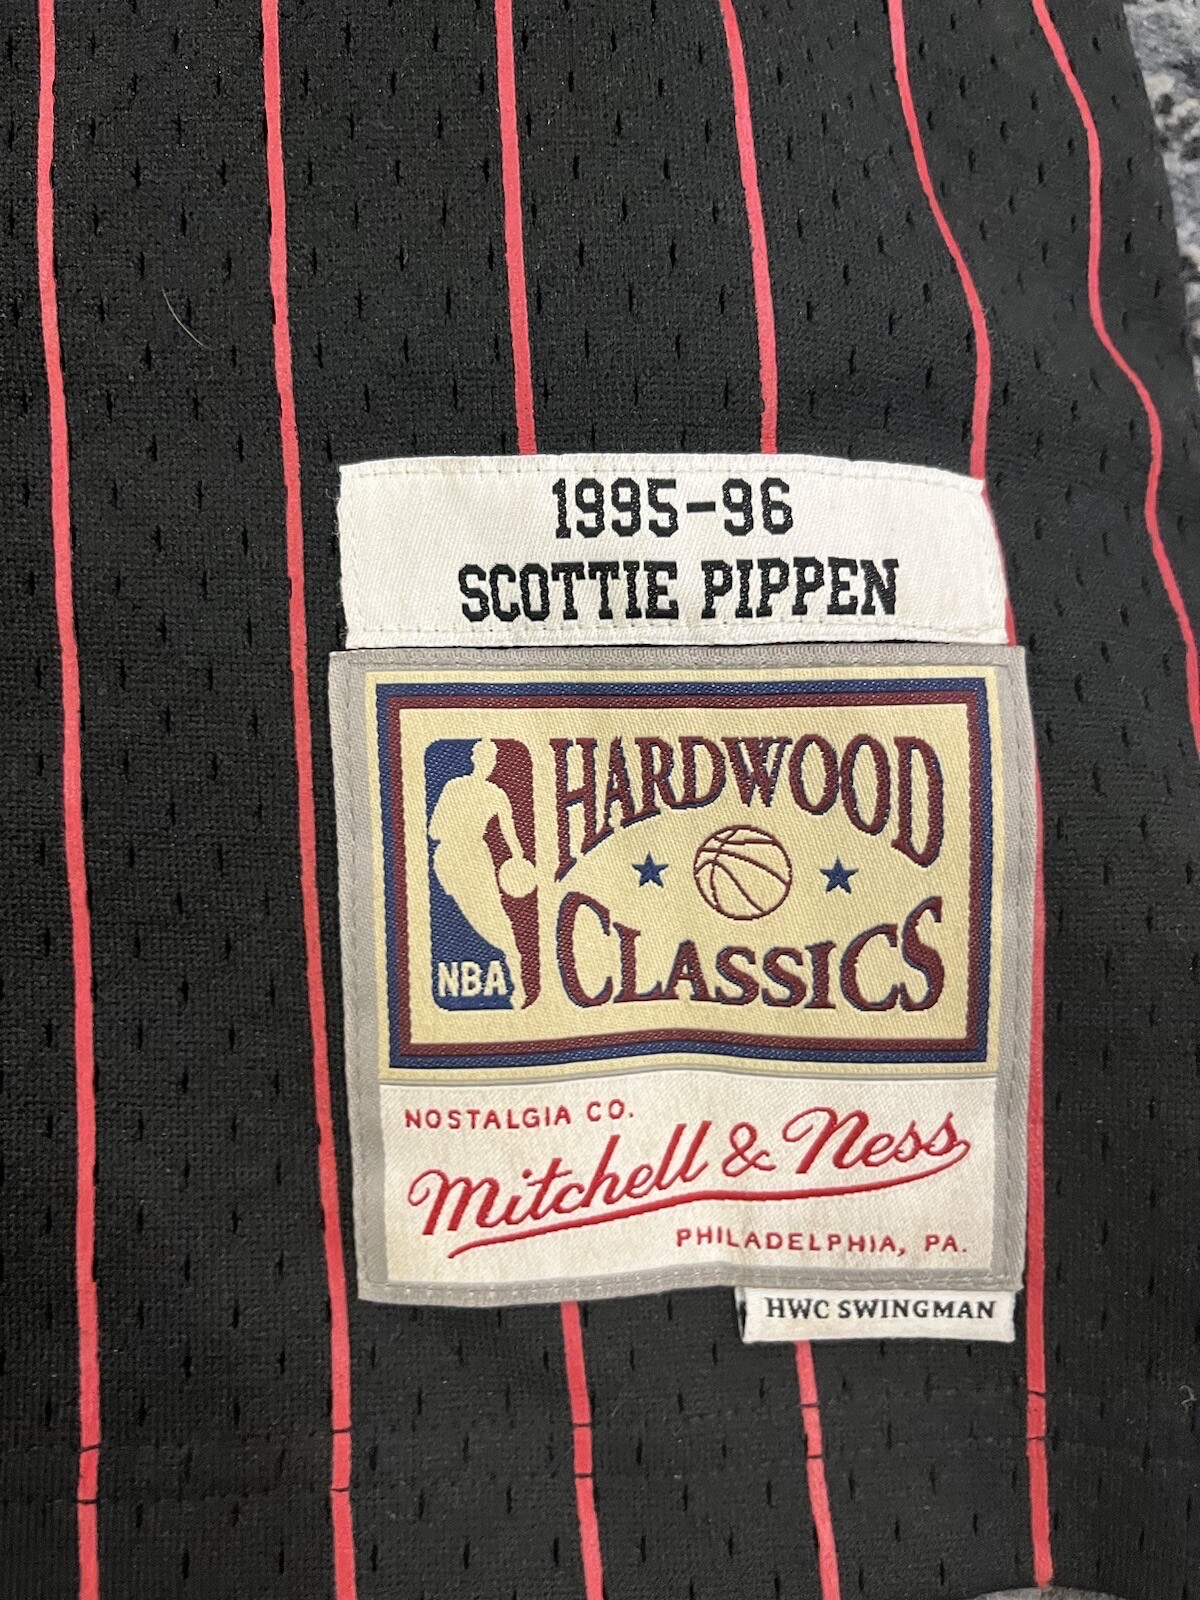 1995-96
SCOTTIE PIPPEN
HARDWOOD
CLASSICS
NBA
NOSTALGIA CO.
Mitchell & Ness
PHILADELPHIA, PA.
HWC SWINGMAN